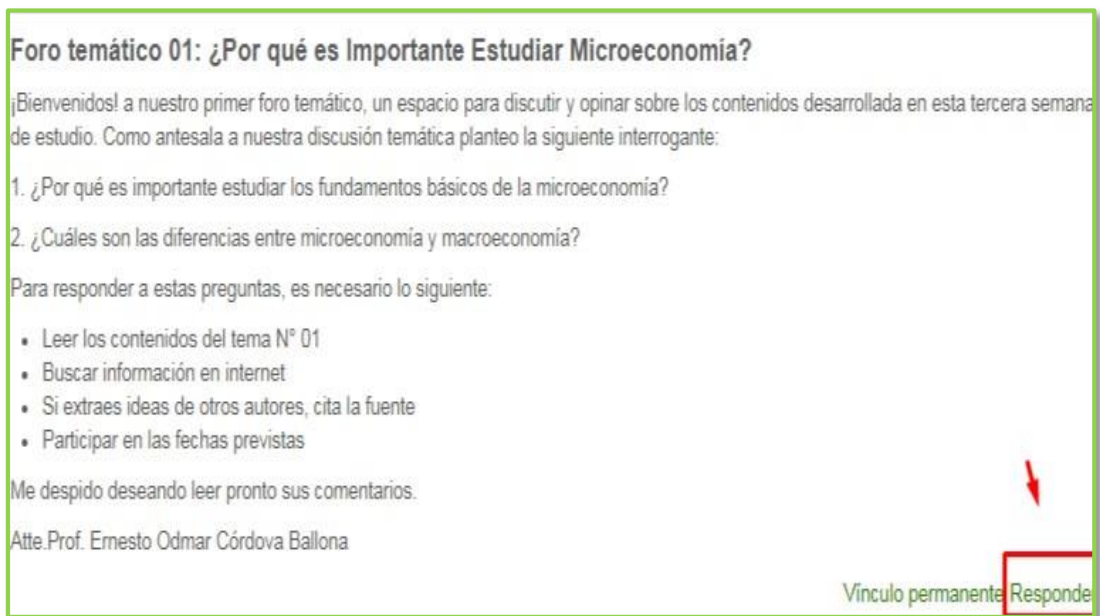 Foro temático 01: ¿Por qué es Importante Estudiar Microeconomía?
¡Bienvenidos! a nuestro primer foro temático, un espacio para discutir y opinar sobre los contenidos desarrollada en esta tercera semana
de estudio. Como antesala a nuestra discusión temática planteo la siguiente interrogante:
1. ¿Por qué es importante estudiar los fundamentos básicos de la microeconomía?
2. ¿Cuáles son las diferencias entre microeconomía y macroeconomía?
Para responder a estas preguntas, es necesario lo siguiente:
• Leer los contenidos del tema N° 01
• Buscar información en internet
• Si extraes ideas de otros autores, cita la fuente
• Participar en las fechas previstas
Me despido deseando leer pronto sus comentarios.
Atte.Prof. Ernesto Odmar Córdova Ballona
Vínculo permanente Responde